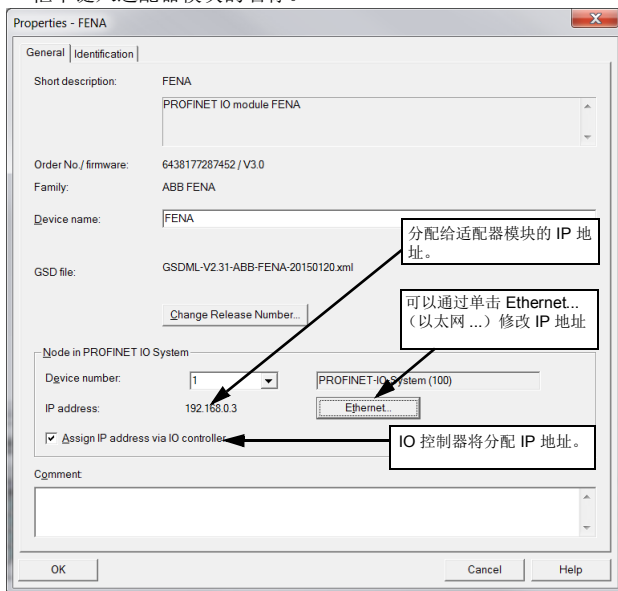 Properties - FENA
General
Identification
Short description:
FENA
PROFINET IO module FENA
Order No./ firmware:
6438177287452 / V3.0
Family:
ABB FENA
Device name:
FENA
分配给适配器模块的 IP 地
址。
GSD file:
GSDML-V2.31-ABB-FENA-20150120.xml
Change Release Number...
可以通过单击 Ethernet...
（以太网 ...）修改 IP 地址
Node in PROFINET IO System
Device number:
1
PROFINET-IO-System (100)
IP address:
192.168.0.3
Ethernet...
Assign IP address via IO controller
IO 控制器将分配 IP 地址。
Comment:
OK
Cancel
Help